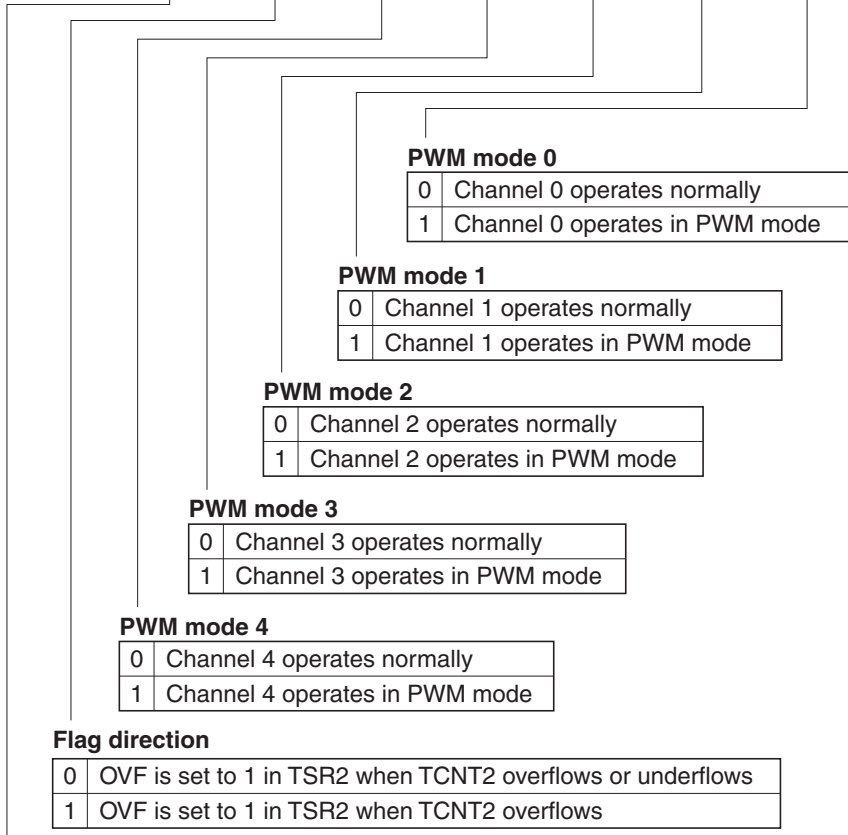 PWM mode 0
0 Channel 0 operates normally
1 Channel 0 operates in PWM mode
PWM mode 1
0 Channel 1 operates normally
1 Channel 1 operates in PWM mode
PWM mode 2
0 Channel 2 operates normally
1 Channel 2 operates in PWM mode
PWM mode 3
0 Channel 3 operates normally
1 Channel 3 operates in PWM mode
PWM mode 4
0 Channel 4 operates normally
1 Channel 4 operates in PWM mode
Flag direction
0 OVF is set to 1 in TSR2 when TCNT2 overflows or underflows
1 OVF is set to 1 in TSR2 when TCNT2 overflows